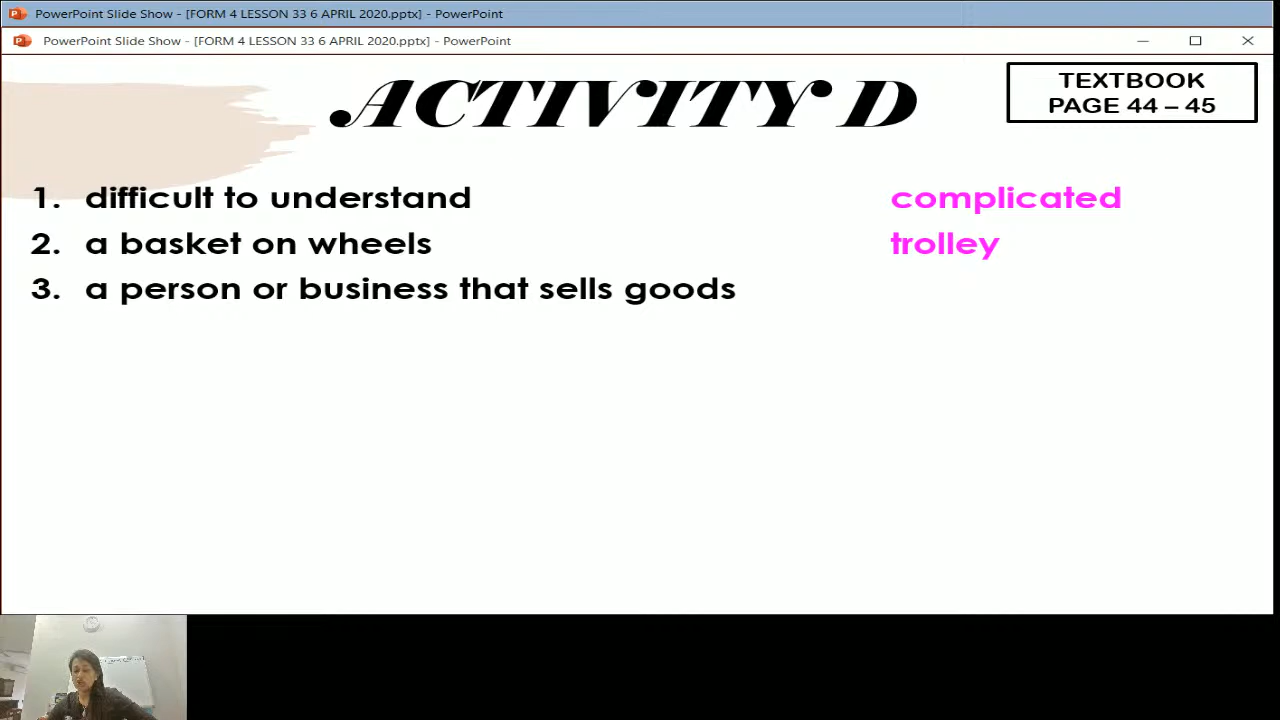 PowerPoint Slide Show - [FORM 4 LESSON 33 6 APRIL 2020.pptx] - PowerPoint
PowerPoint Slide Show - [FORM 4 LESSON 33 6 APRIL 2020.pptx] - PowerPoint
ACTIVITY D
TEXTBOOK
PAGE 44 – 45
1. difficult to understand complicated
2. a basket on wheels trolley
3. a person or business that sells goods